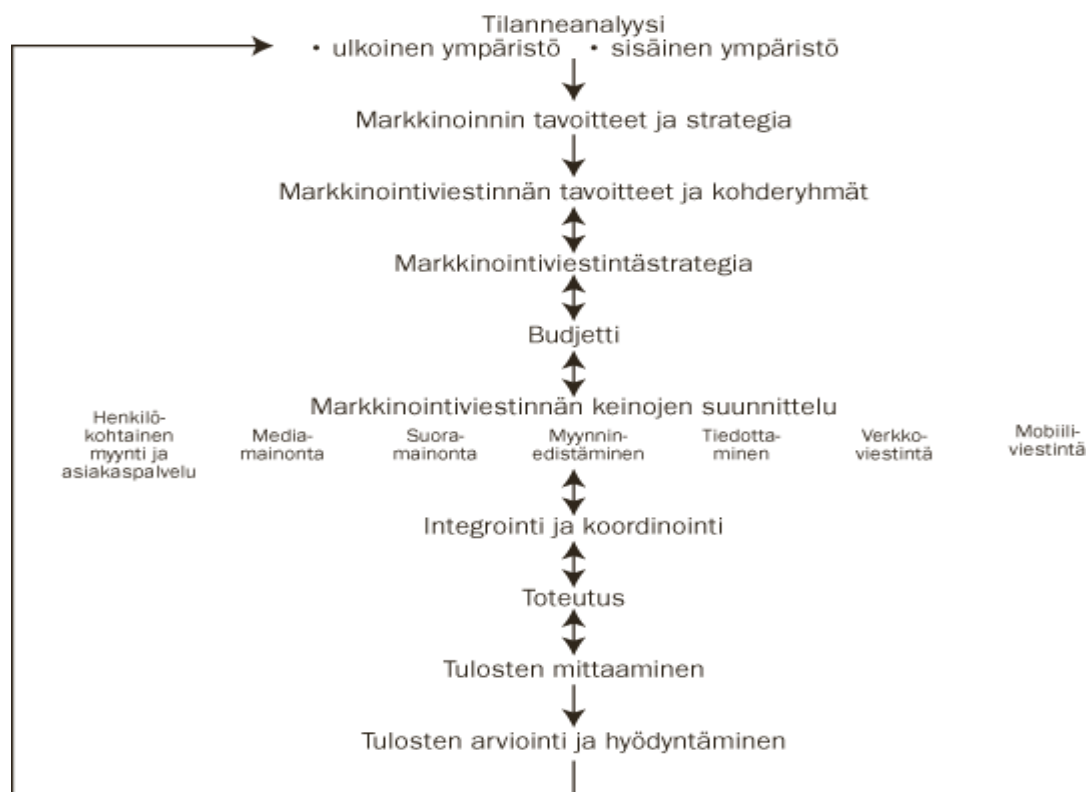 Tilanneanalyysi
• ulkoinen ympäristö • sisäinen ympäristö
Markkinoinnin tavoitteet ja strategia
Markkinointiviestinnän tavoitteet ja kohderyhmät
Markkinointiviestintästrategia
Budjetti
Markkinointiviestinnän keinojen suunnittelu
Henkilö-
kohtainen
myynti ja
asiakaspalvelu
Media-
mainonta
Suora-
mainonta
Myynnin-
edistäminen
Tiedotta-
minen
Verkko-
viestintä
Mobiili-
viestintä
Integrointi ja koordinointi
Toteutus
Tulosten mittaaminen
Tulosten arviointi ja hyödyntäminen